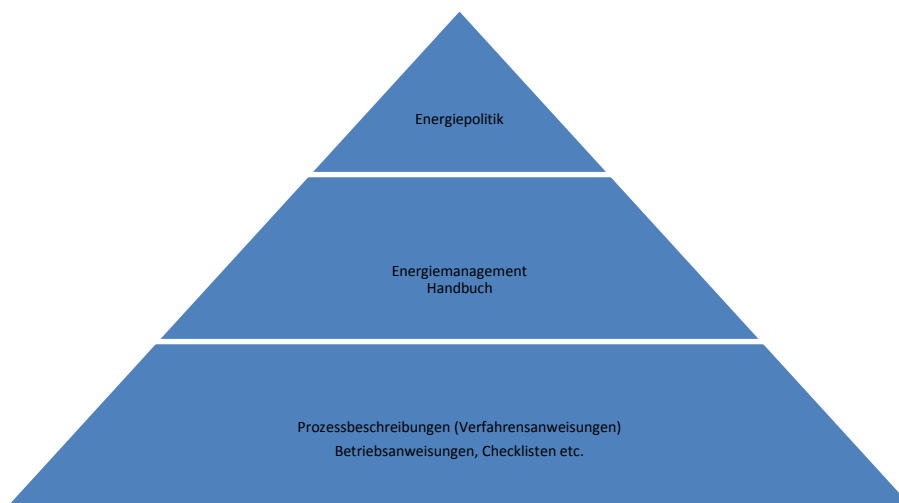 Energiepolitik
Energiemanagement
Handbuch
Prozessbeschreibungen (Verfahrensanweisungen)
Betriebsanweisungen, Checklisten etc.